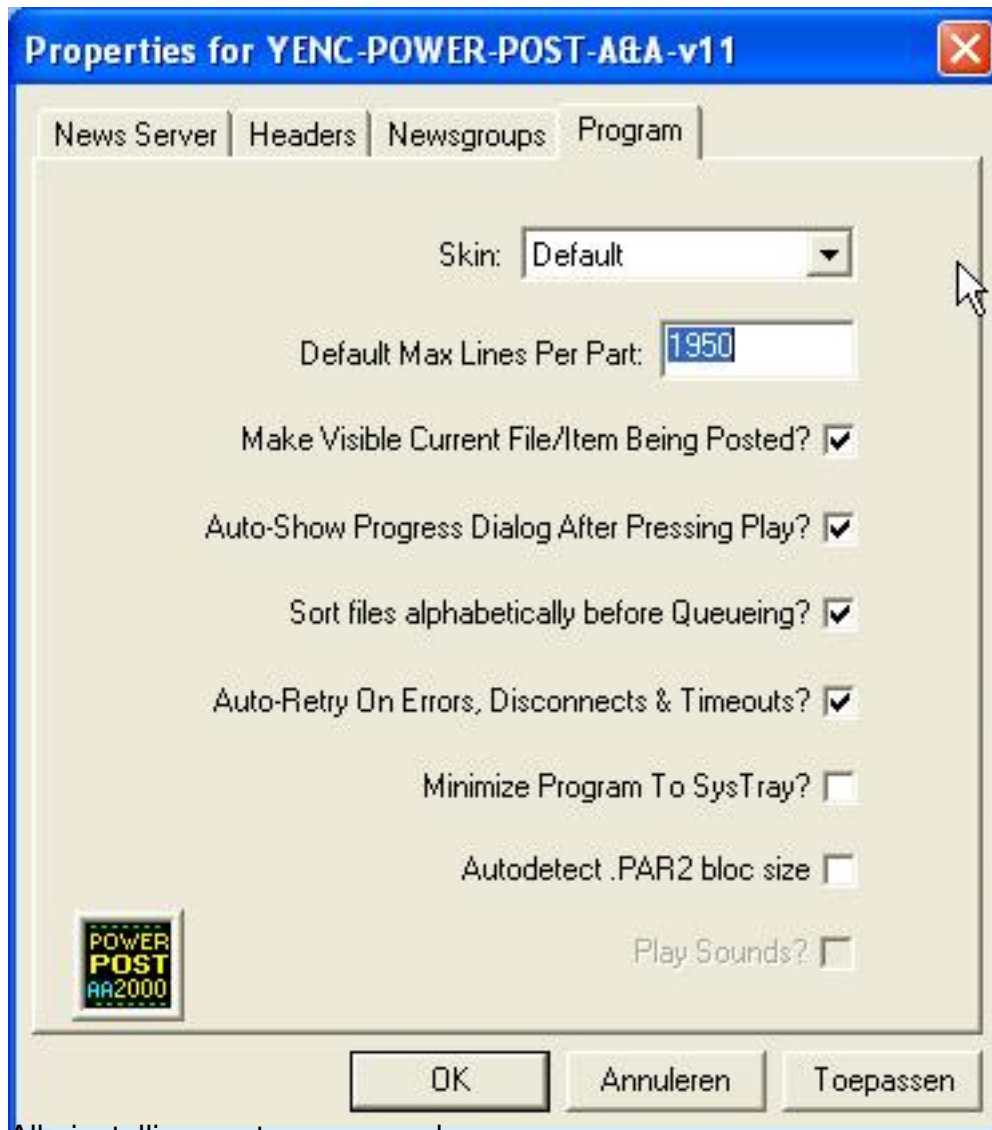 Properties for YENC-POWER-POST-A&A-v11
News Server
Headers
Newsgroups
Program
Skin:
Default
Default Max Lines Per Part:
1950
Make Visible Current File/Item Being Posted?
Auto-Show Progress Dialog After Pressing Play?
Sort files alphabetically before Queueing?
Auto-Retry On Errors, Disconnects & Timeouts?
Minimize Program To SysTray?
Autodetect .PAR2 bloc size
Play Sounds?
POWER
POST
AA2000
OK
Annuleren
Toepassen